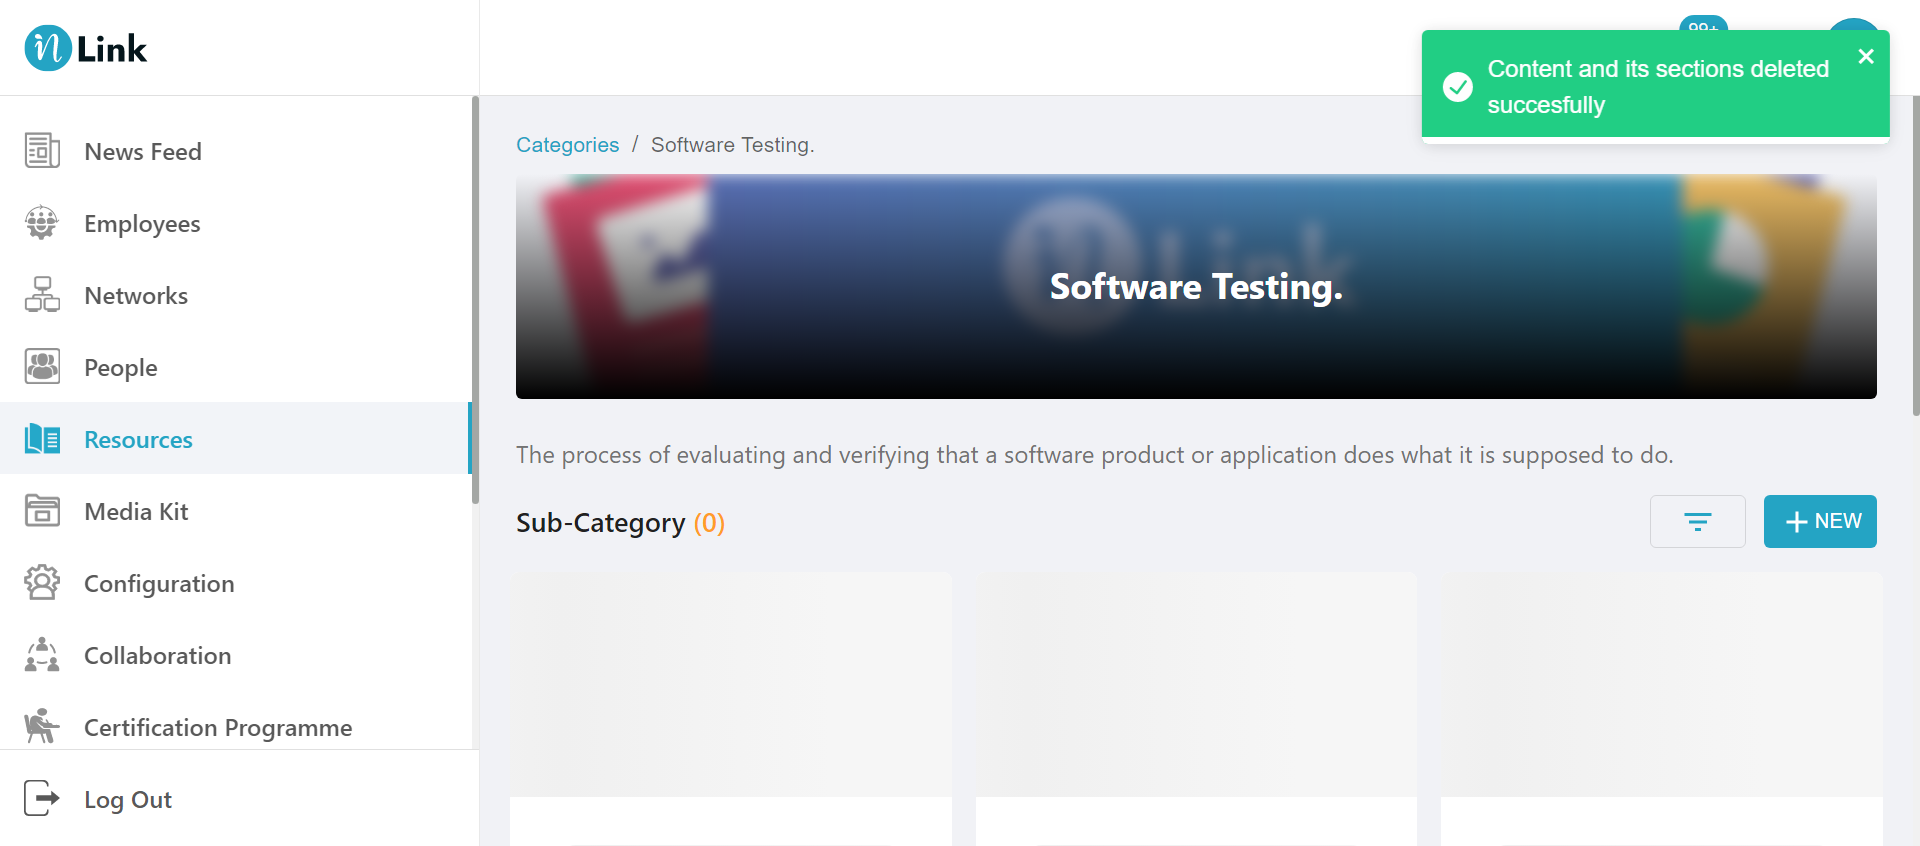 Link
99+
Content and its sections deleted
succesfully
News Feed
Employees
Networks
People
Resources
Media Kit
Configuration
Collaboration
Certification Programme
Log Out
Categories / Software Testing.
Link
Software Testing.
The process of evaluating and verifying that a software product or application does what it is supposed to do.
Sub-Category (0)
NEW